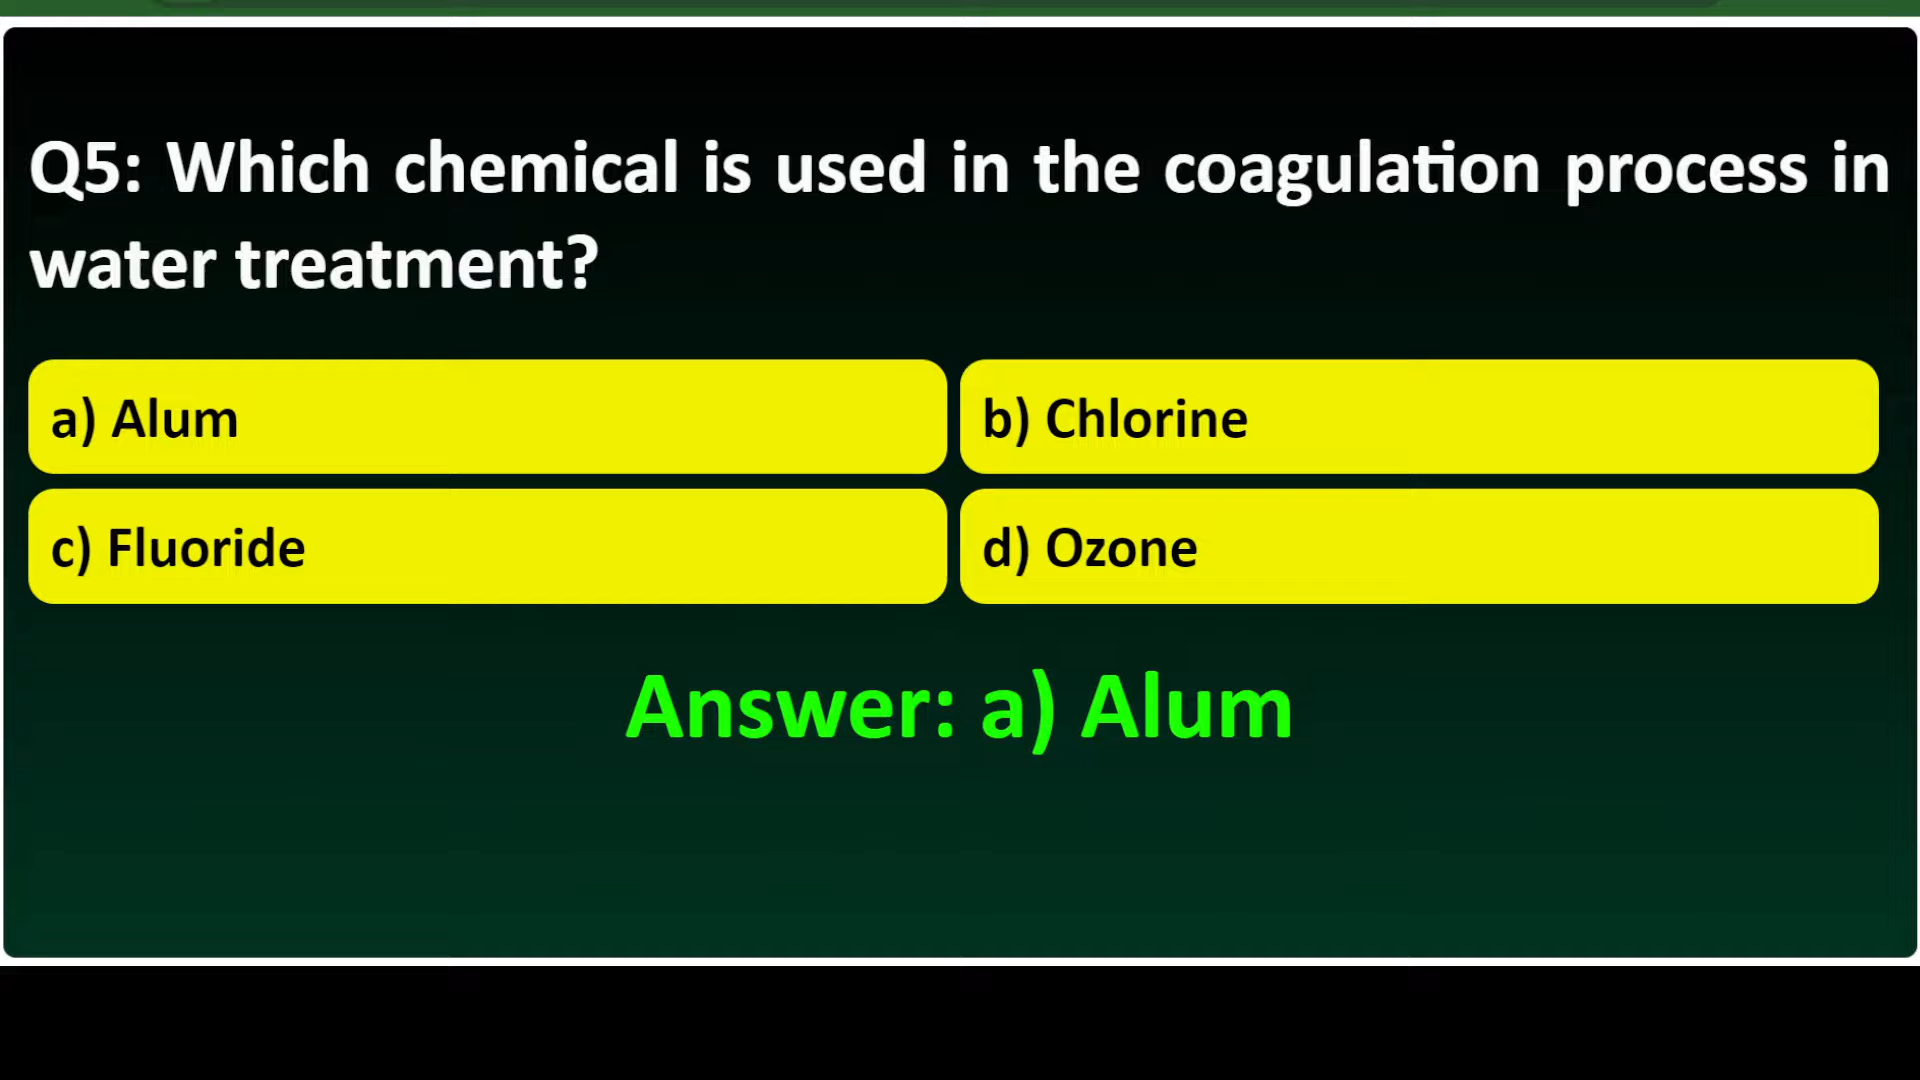 Q5: Which chemical is used in the coagulation process in
water treatment?
a) Alum
b) Chlorine
c) Fluoride
d) Ozone
Answer: a) Alum